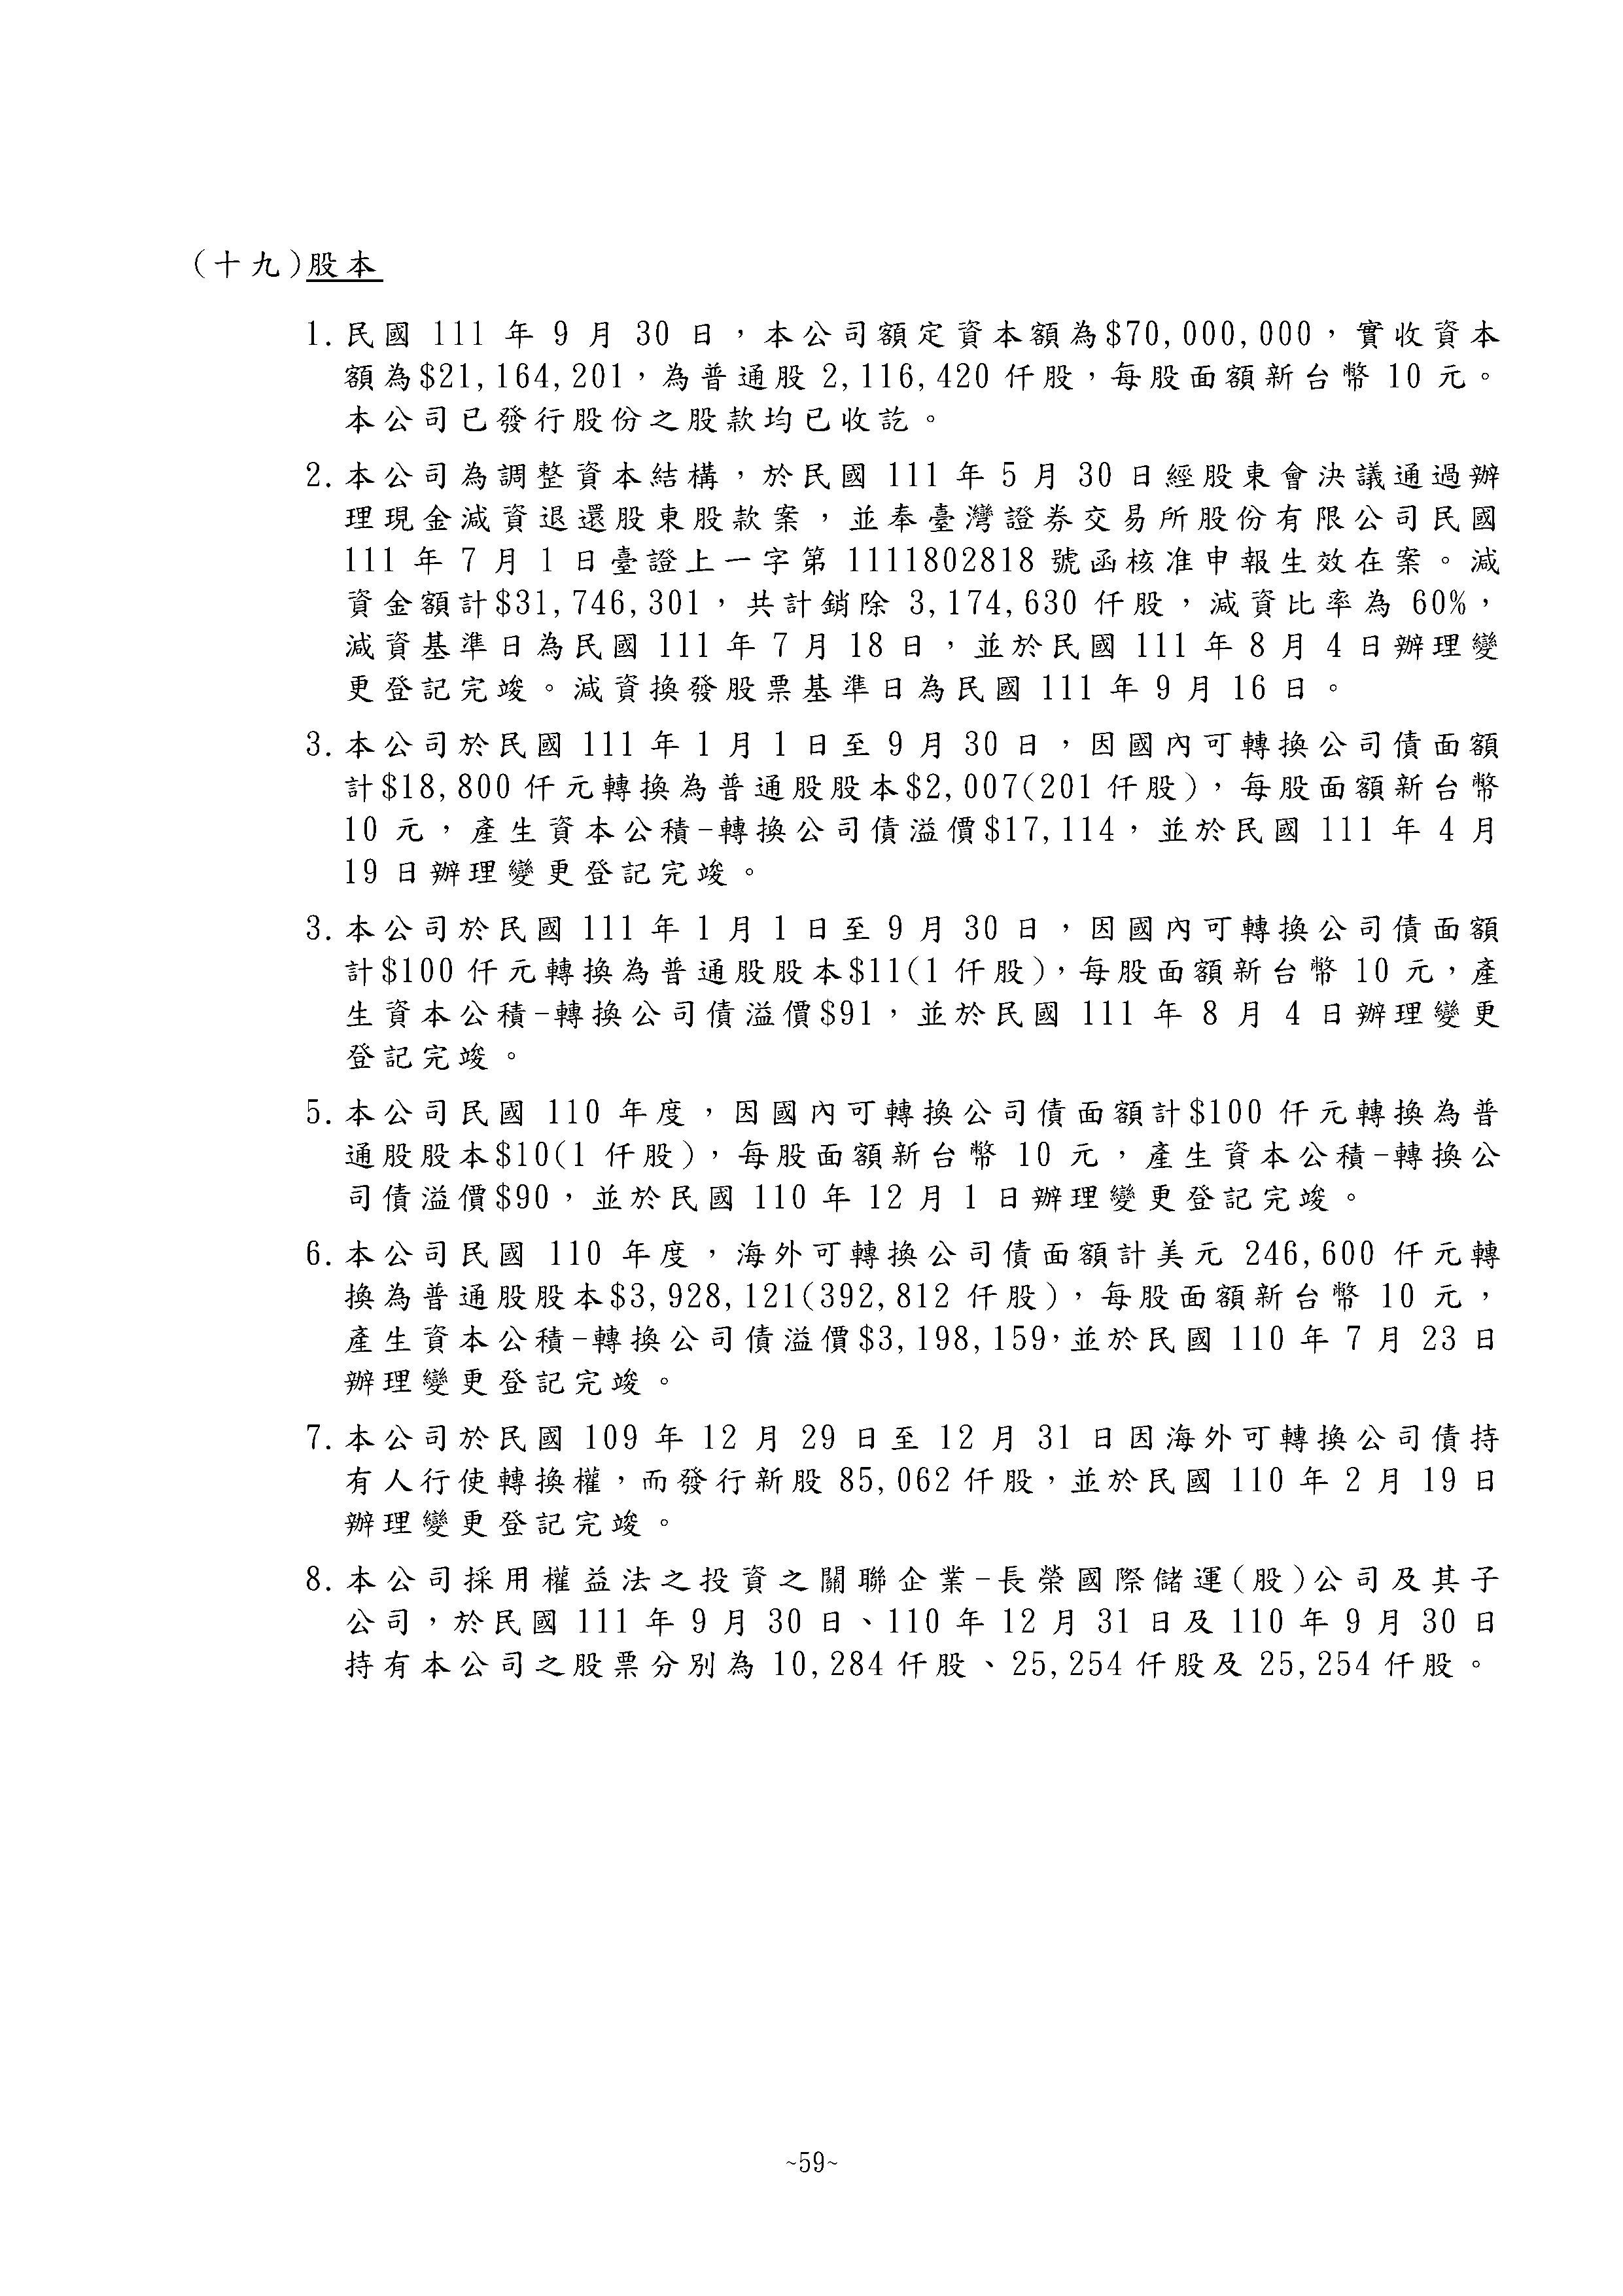 (十九)股本
1.民國 111 年 9 月 30 日，本公司額定資本額為$70,000,000，實收資本
額為$21,164,201，為普通股 2,116,420 仟股，每股面額新台幣 10 元。
本公司已發行股份之股款均已收訖。
2.本公司為調整資本結構，於民國 111 年 5 月 30 日經股東會決議通過辦
理現金減資退還股東股款案，並奉臺灣證券交易所股份有限公司民國
111 年 7 月 1 日臺證上一字第 1111802818 號函核准申報生效在案。減
資金額計$31,746,301，共計銷除 3,174,630 仟股，減資比率為 60%，
減資基準日為民國 111 年 7 月 18 日，並於民國 111 年 8 月 4 日辦理變
更登記完竣。減資換發股票基準日為民國 111 年 9 月 16 日。
3.本公司於民國 111 年 1 月 1 日至 9 月 30 日，因國內可轉換公司債面額
計$18,800 仟元轉換為普通股股本$2,007(201 仟股)，每股面額新台幣
10 元，產生資本公積-轉換公司債溢價$17,114，並於民國 111 年 4 月
19 日辦理變更登記完竣。
3.本公司於民國 111 年 1 月 1 日至 9 月 30 日，因國內可轉換公司債面額
計$100 仟元轉換為普通股股本$11(1 仟股)，每股面額新台幣 10 元，產
生資本公積-轉換公司債溢價$91，並於民國 111 年 8 月 4 日辦理變更
登記完竣。
5.本公司民國 110 年度，因國內可轉換公司債面額計$100 仟元轉換為普
通股股本$10(1 仟股)，每股面額新台幣 10 元，產生資本公積-轉換公
司債溢價$90，並於民國 110 年 12 月 1 日辦理變更登記完竣。
6.本公司民國 110 年度，海外可轉換公司債面額計美元 246,600 仟元轉
換為普通股股本$3,928,121(392,812 仟股)，每股面額新台幣 10 元，
產生資本公積-轉換公司債溢價$3,198,159，並於民國 110 年 7 月 23 日
辦理變更登記完竣。
7.本公司於民國 109 年 12 月 29 日至 12 月 31 日因海外可轉換公司債持
有人行使轉換權，而發行新股 85,062 仟股，並於民國 110 年 2 月 19 日
辦理變更登記完竣。
8.本公司採用權益法之投資之關聯企業-長榮國際儲運(股)公司及其子
公司，於民國 111 年 9 月 30 日、110 年 12 月 31 日及 110 年 9 月 30 日
持有本公司之股票分別為 10,284 仟股、25,254 仟股及 25,254 仟股。
~59~